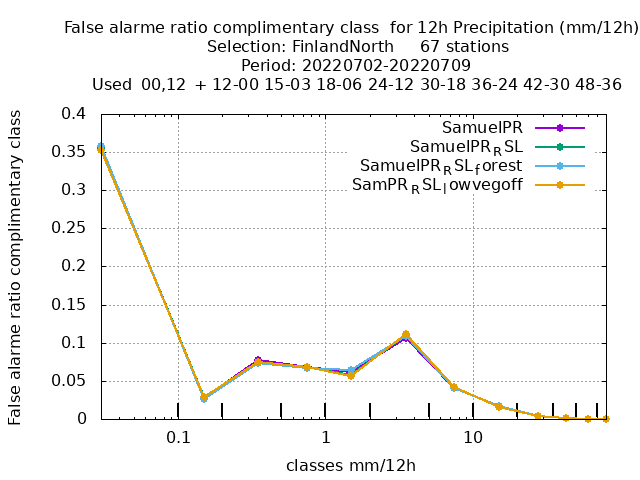 False alarme ratio complimentary class  for 12h Precipitation (mm/12h)
Selection: FinlandNorth     67 stations
Period: 20220702-20220709
Used  00,12  + 12-00 15-03 18-06 24-12 30-18 36-24 42-30 48-36
False alarme ratio complimentary class
0.4
0.35
0.3
0.25
0.2
0.15
0.1
0.05
0
SamuelPR
SamuelPR_RSL
SamuelPR_RSL_forest
SamPR_RSL_lowvegoff
0.1
1
10
classes mm/12h